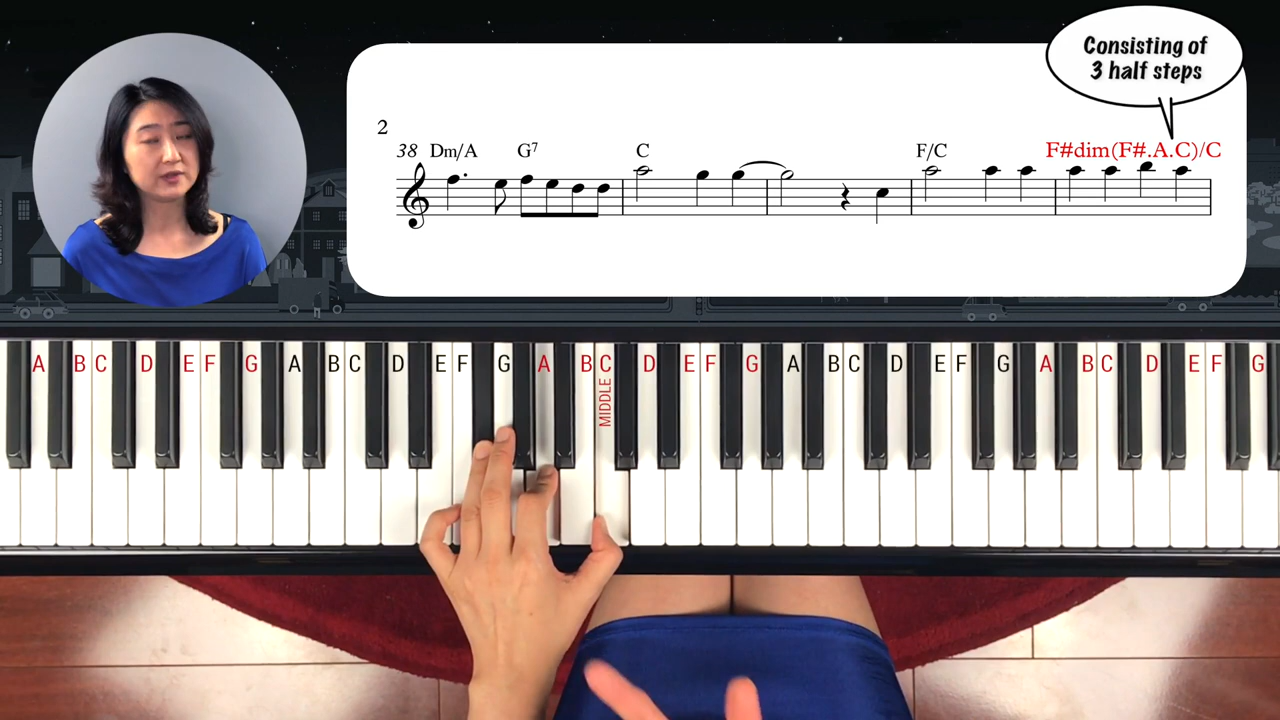 Consisting of
3 half steps
2
38 Dm/A G7 C F/C F#dim(F#.A.C)/C
A B C D E F G A B C D E F G A B C D E F G A B C D E F G A B C D E F G
MIDDLE